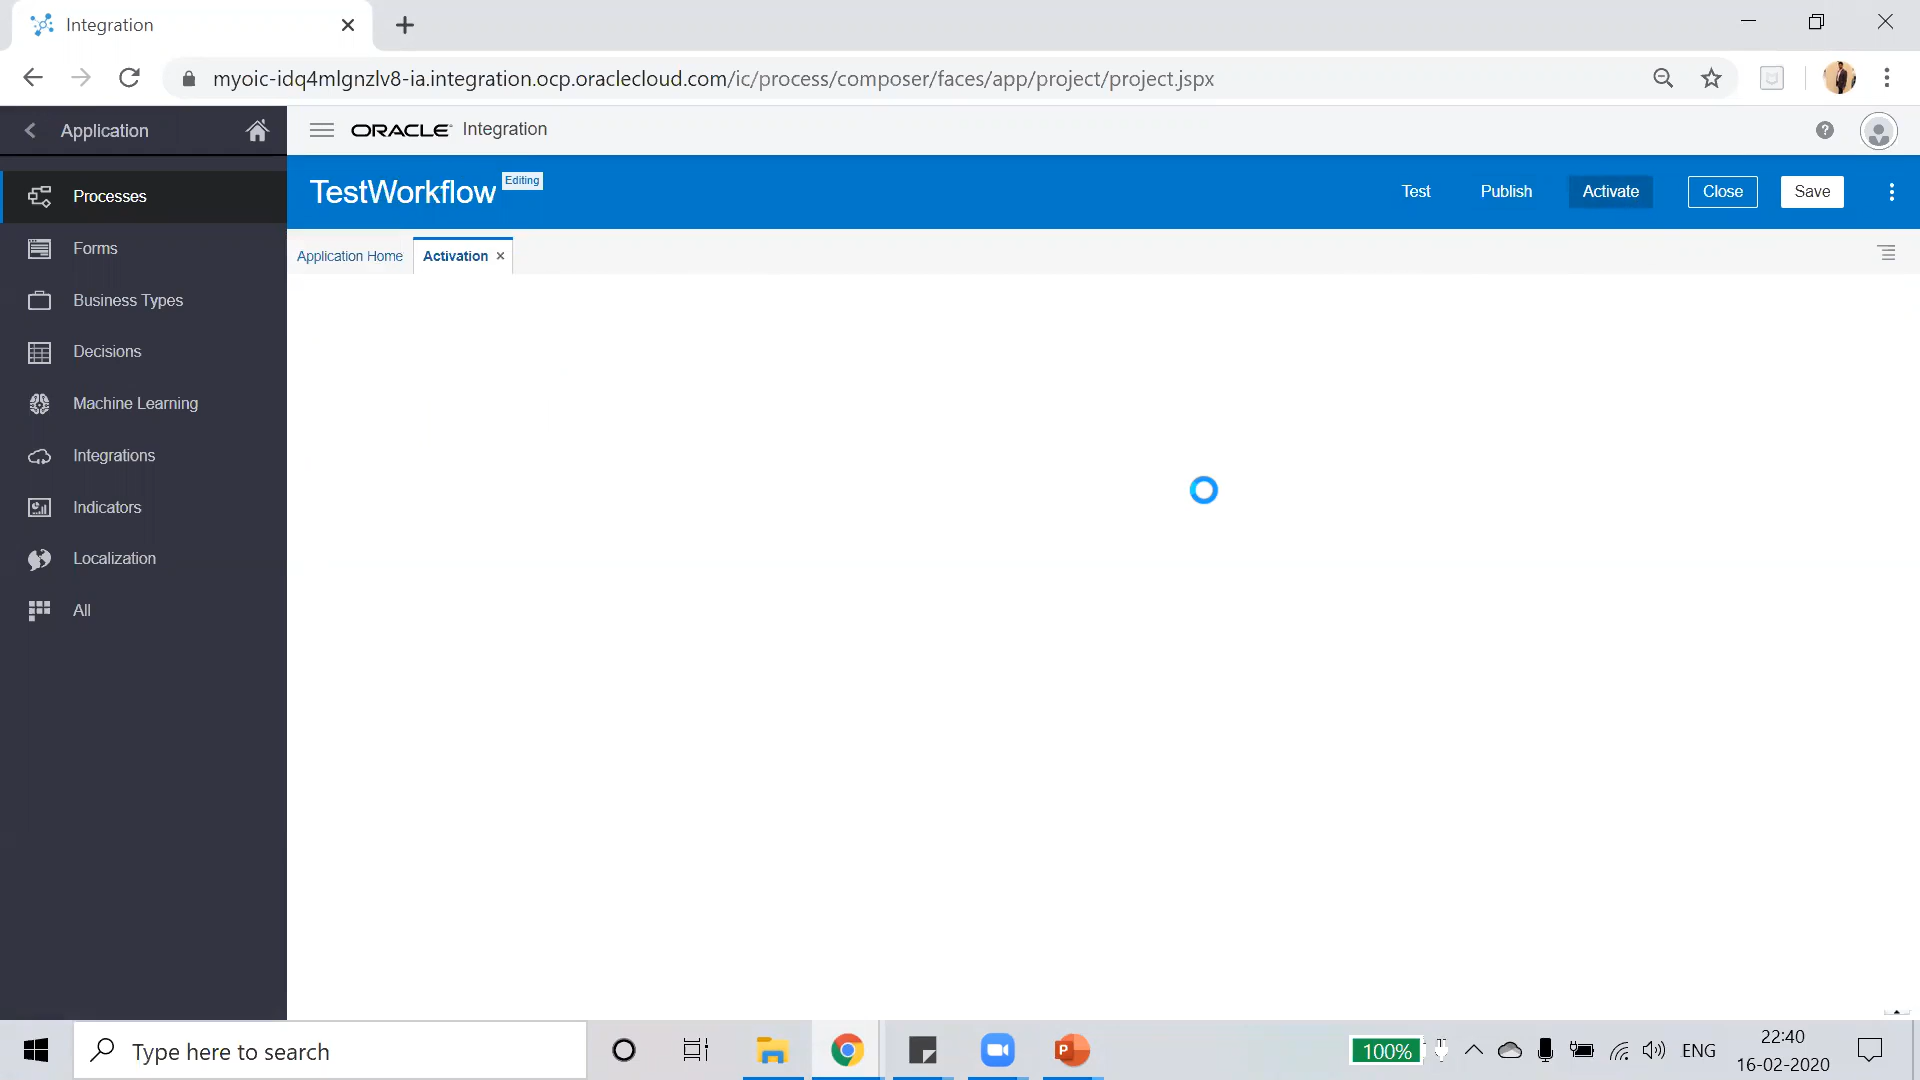 Integration
myoic-idq4mlgnzlv8-ia.integration.ocp.oraclecloud.com/ic/process/composer/faces/app/project/project.jspx
Application
ORACLE Integration
TestWorkflow Editing
Test Publish Activate Close Save
Application Home Activation
Processes
Forms
Business Types
Decisions
Machine Learning
Integrations
Indicators
Localization
All
Type here to search
100%
ENG
22:40
16-02-2020